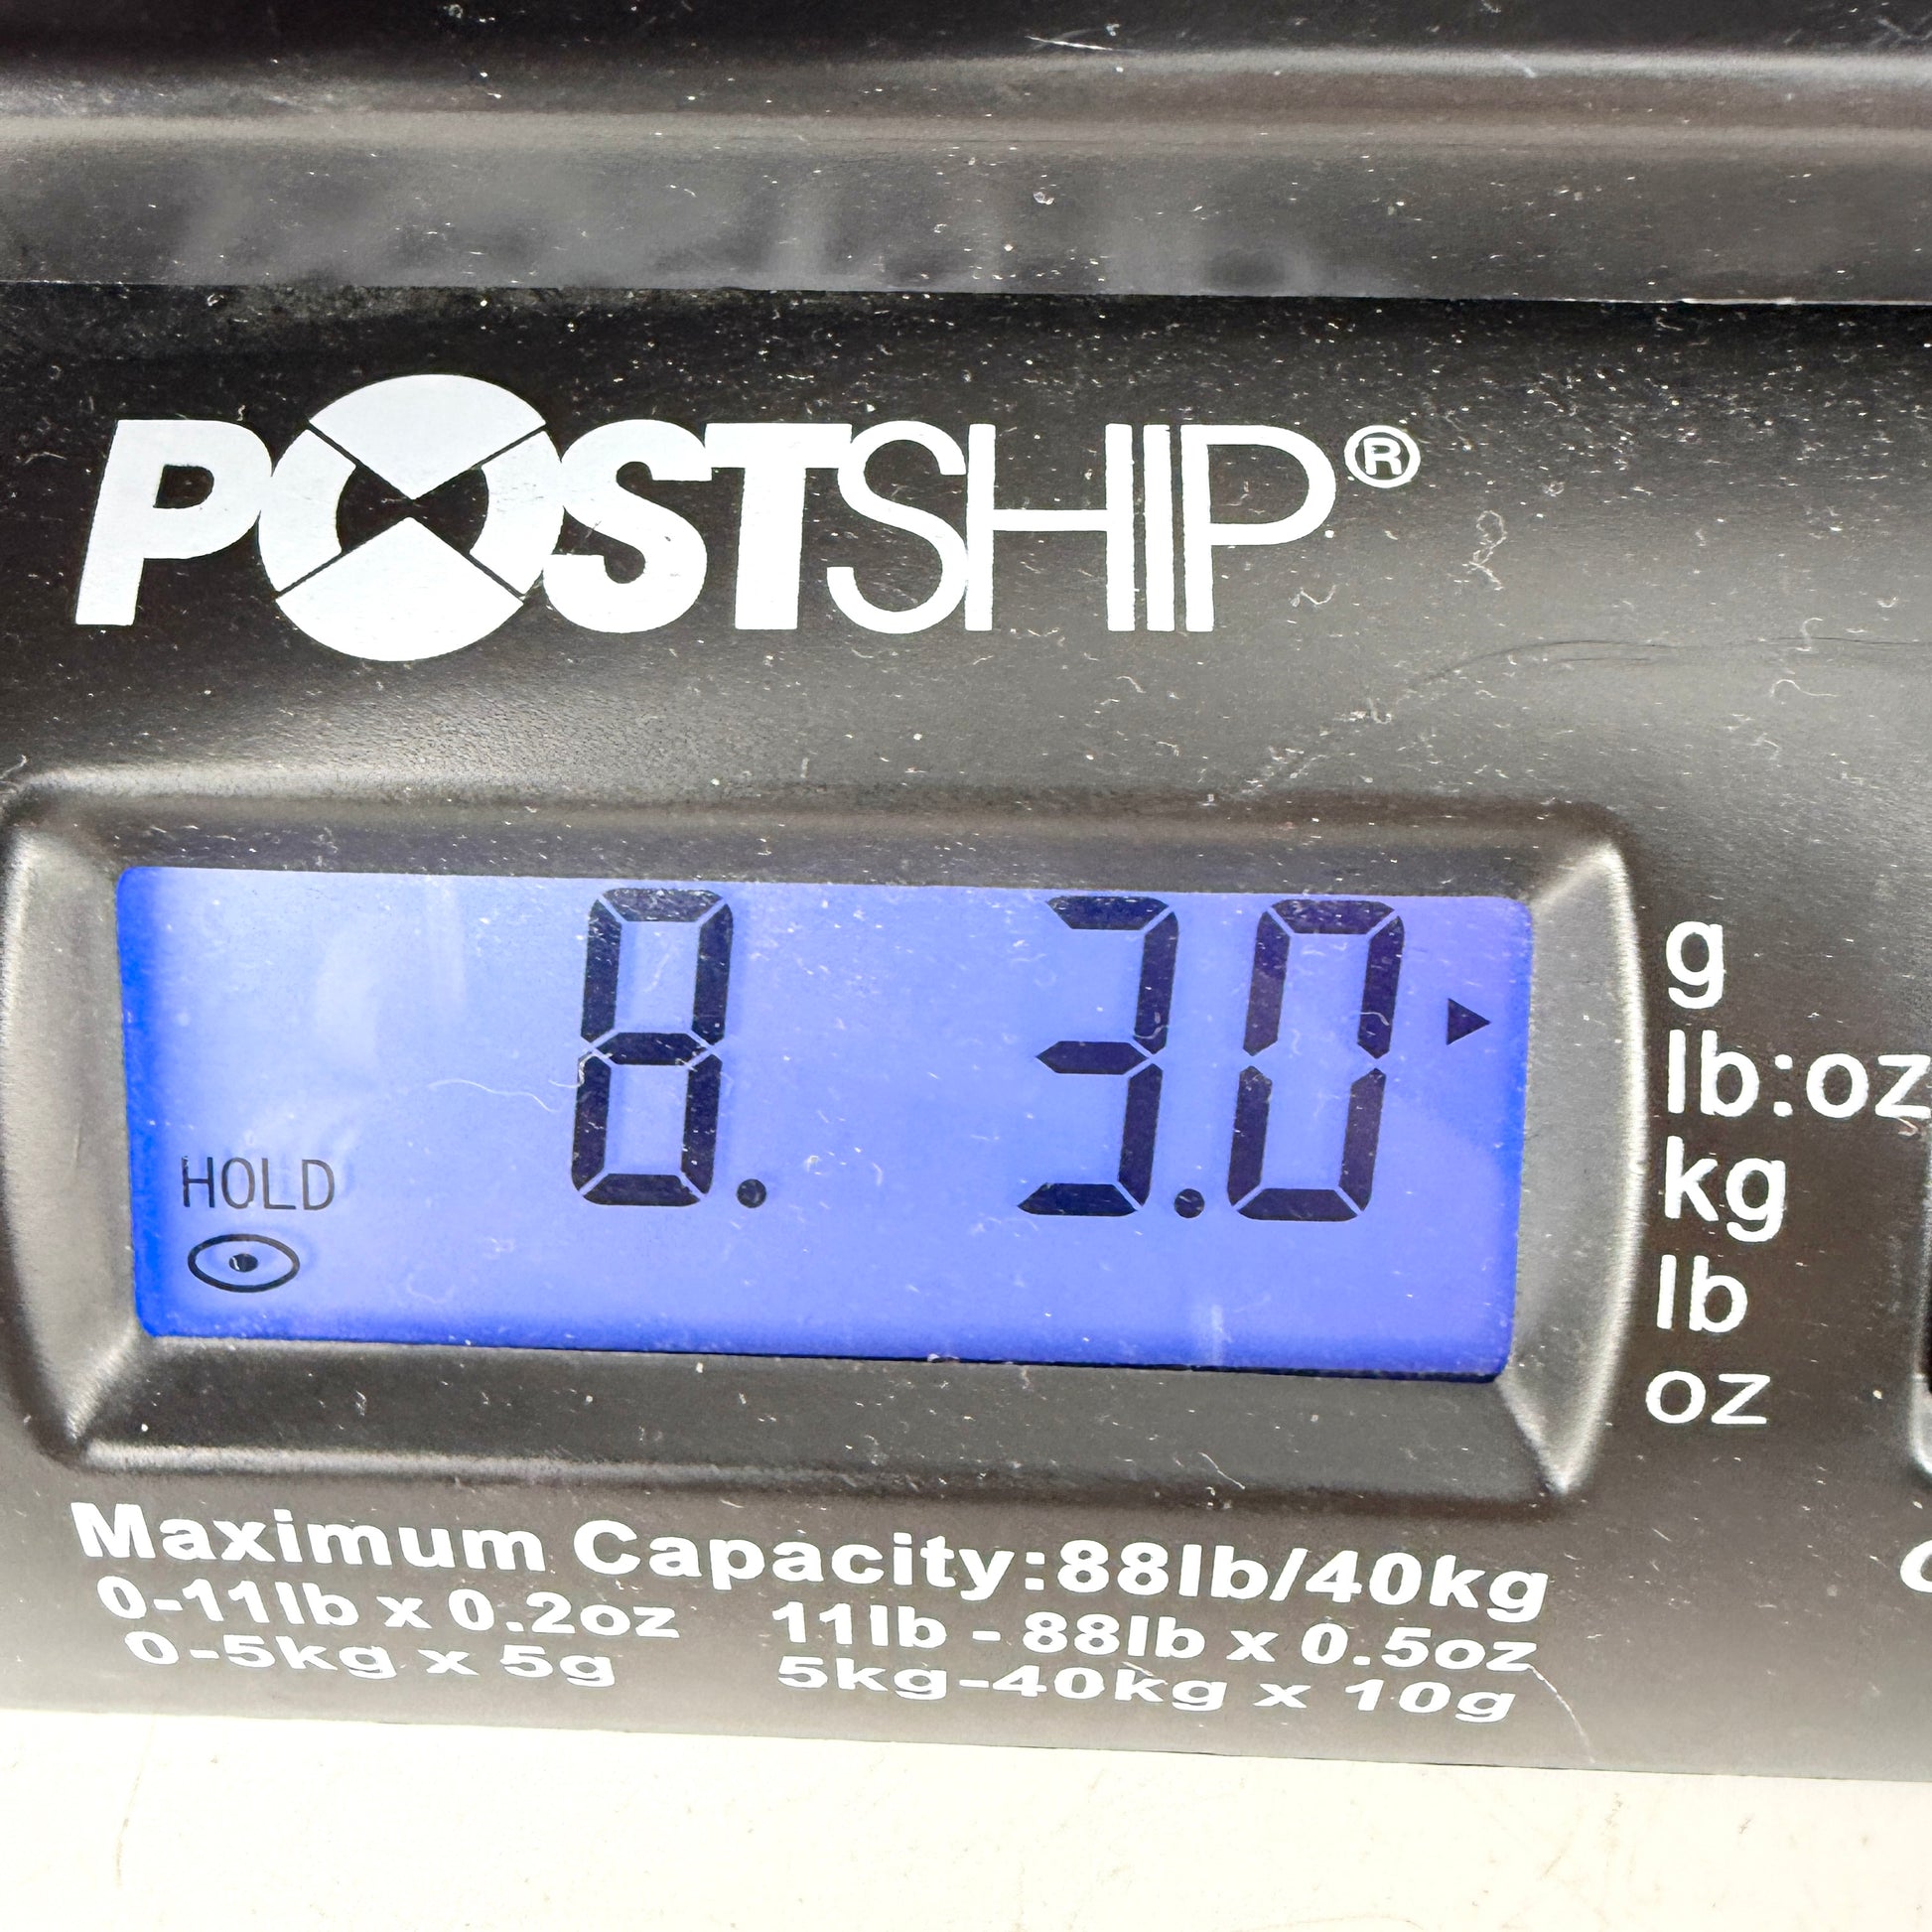 POSTSHIP®
8. 3.0
HOLD
g
lb:oz
kg
lb
oz
Maximum Capacity:88lb/40kg
0-11lb x 0.2oz 11lb - 88lb x 0.5oz
0-5kg x 5g 5kg-40kg x 10g